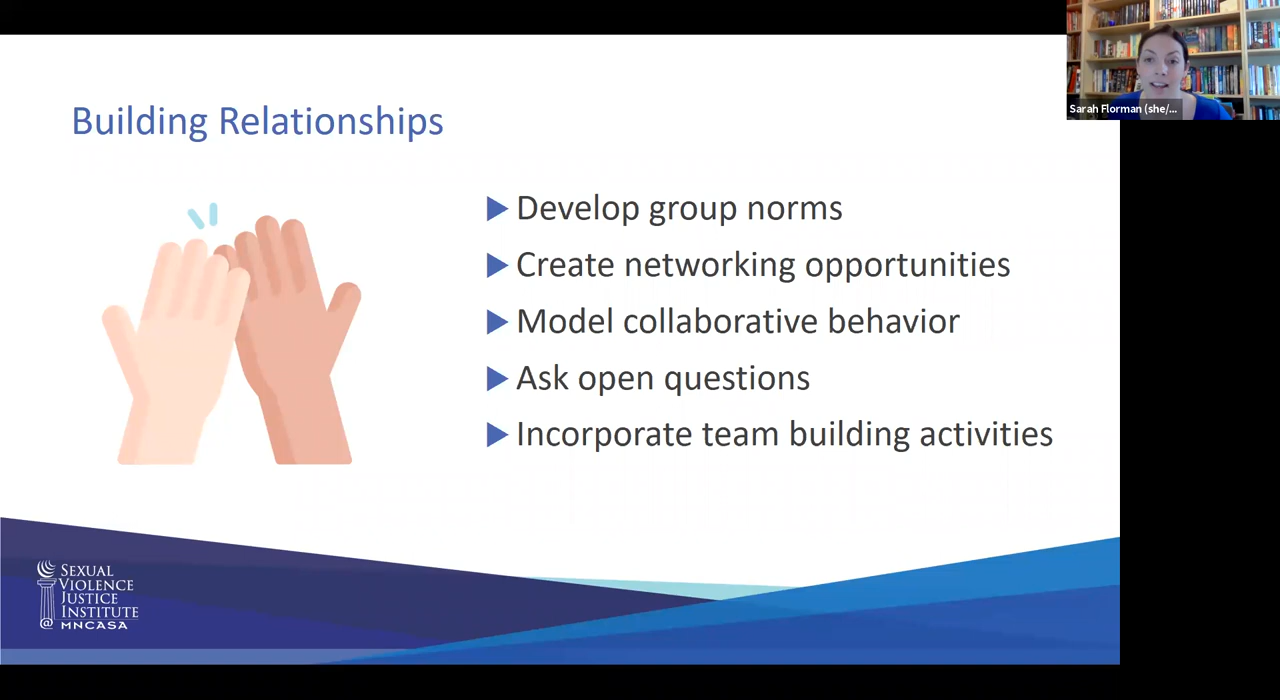 Sarah Florman (she/...
Building Relationships
Develop group norms
Create networking opportunities
Model collaborative behavior
Ask open questions
Incorporate team building activities
SEXUAL
VIOLENCE
JUSTICE
INSTITUTE
@ MNCASA